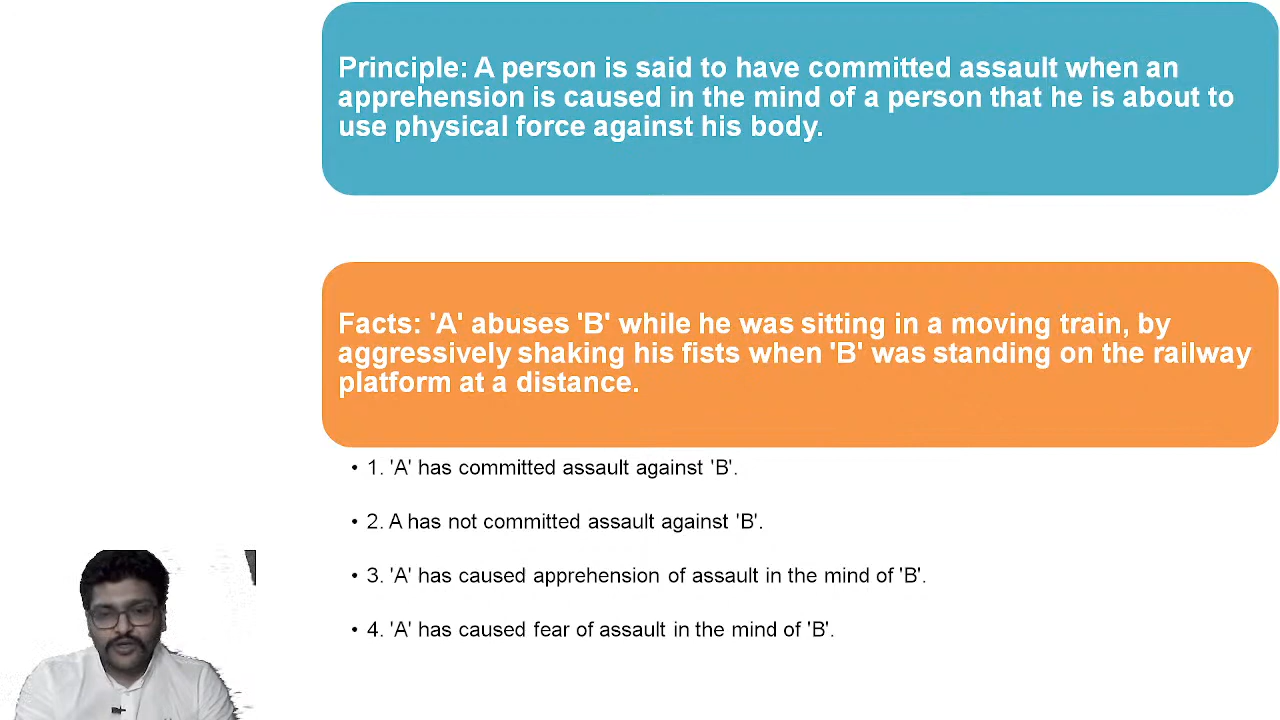 Principle: A person is said to have committed assault when an
apprehension is caused in the mind of a person that he is about to
use physical force against his body.
Facts: 'A' abuses 'B' while he was sitting in a moving train, by
aggressively shaking his fists when 'B' was standing on the railway
platform at a distance.
• 1. 'A' has committed assault against 'B'.
• 2. A has not committed assault against 'B'.
• 3. 'A' has caused apprehension of assault in the mind of 'B'.
• 4. 'A' has caused fear of assault in the mind of 'B'.